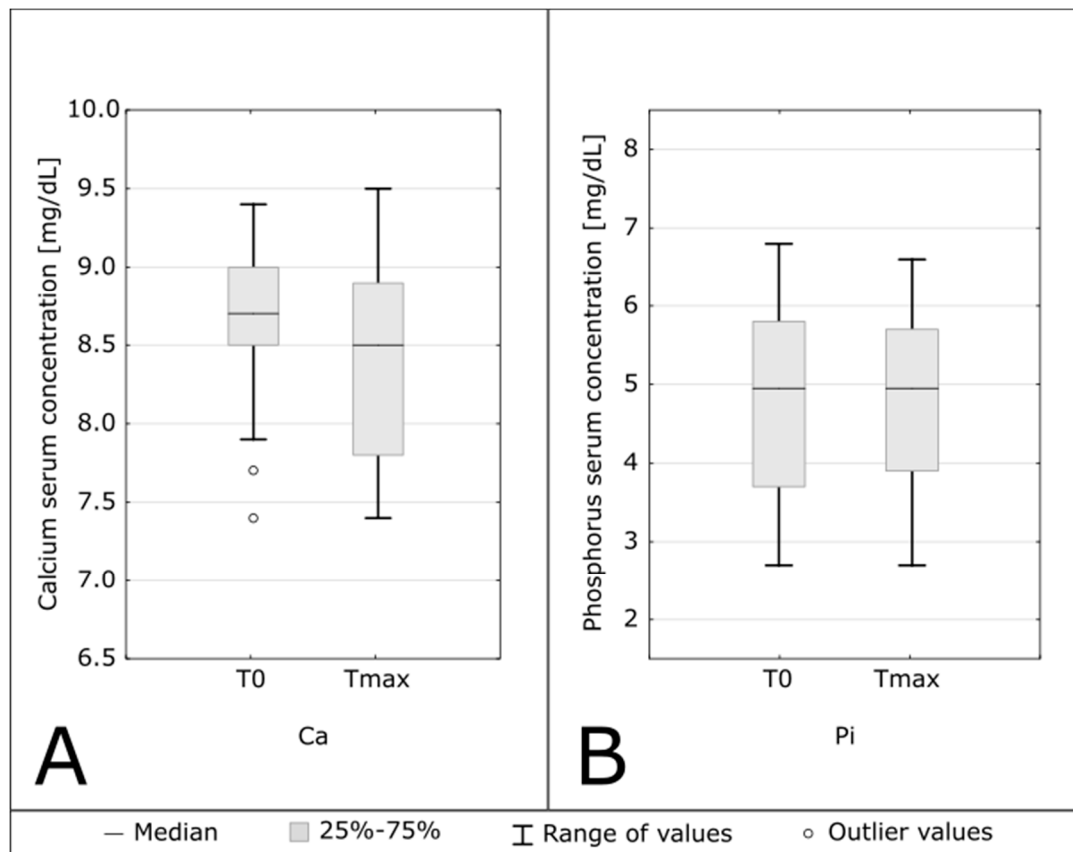 Calcium serum concentration [mg/dL]
10.0
9.5
9.0
8.5
8.0
7.5
7.0
6.5
T0 Tmax
Ca
A
Phosphorus serum concentration [mg/dL]
8
7
6
5
4
3
2
T0 Tmax
Pi
B
Median 25%-75% Range of values Outlier values